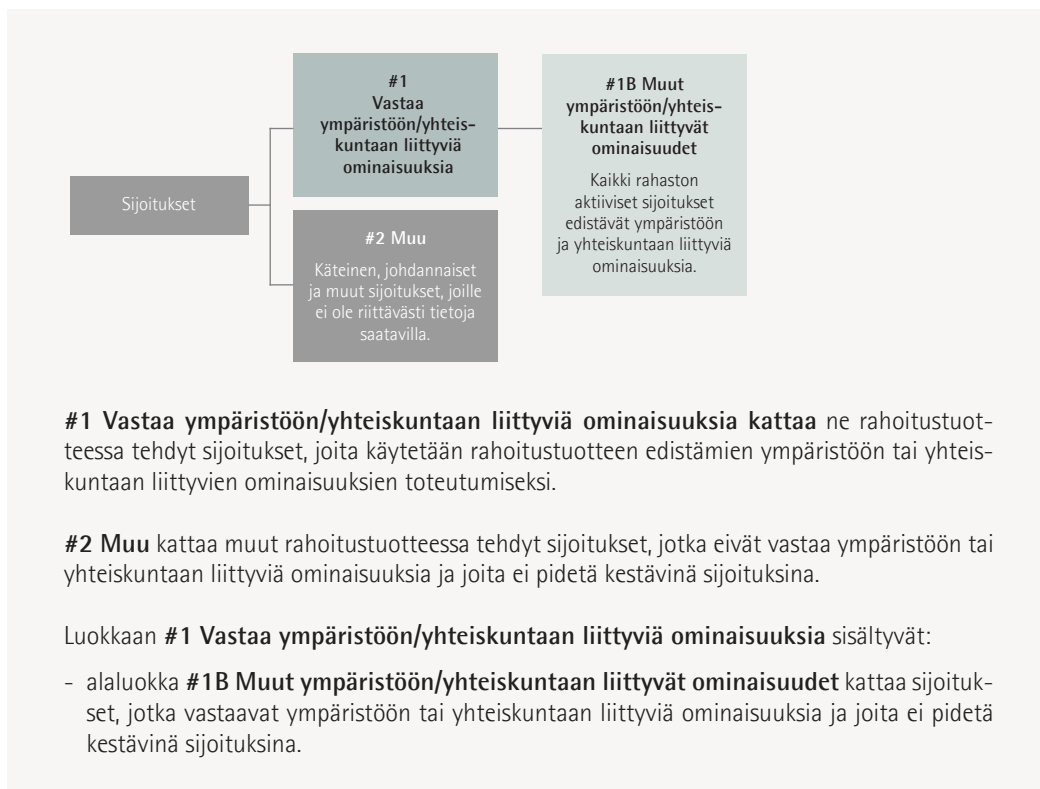 Sijoitukset
#1
Vastaa
ympäristöön/yhteis-
kuntaan liittyviä
ominaisuuksia
#2 Muu
Käteinen, johdannaiset
ja muut sijoitukset, joille
ei ole riittävästi tietoja
saatavilla.
#1B Muut
ympäristöön/yhteis-
kuntaan liittyvät
ominaisuudet
Kaikki rahaston
aktiiviset sijoitukset
edistävät ympäristöön
ja yhteiskuntaan liittyviä
ominaisuuksia.
#1 Vastaa ympäristöön/yhteiskuntaan liittyviä ominaisuuksia kattaa ne rahoitustuot-
teessa tehdyt sijoitukset, joita käytetään rahoitustuotteen edistämien ympäristöön tai yhteis-
kuntaan liittyvien ominaisuuksien toteutumiseksi.
#2 Muu kattaa muut rahoitustuotteessa tehdyt sijoitukset, jotka eivät vastaa ympäristöön tai
yhteiskuntaan liittyviä ominaisuuksia ja joita ei pidetä kestävinä sijoituksina.
Luokkaan #1 Vastaa ympäristöön/yhteiskuntaan liittyviä ominaisuuksia sisältyvät:
- alaluokka #1B Muut ympäristöön/yhteiskuntaan liittyvät ominaisuudet kattaa sijoituk-
set, jotka vastaavat ympäristöön tai yhteiskuntaan liittyviä ominaisuuksia ja joita ei pidetä
kestävinä sijoituksina.